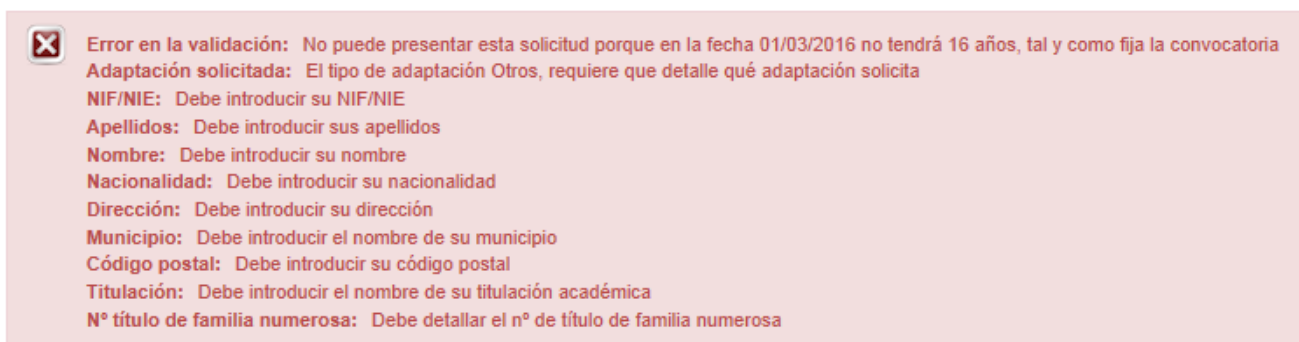 Error en la validación: No puede presentar esta solicitud porque en la fecha 01/03/2016 no tendrá 16 años, tal y como fija la convocatoria
Adaptación solicitada: El tipo de adaptación Otros, requiere que detalle qué adaptación solicita
NIF/NIE: Debe introducir su NIF/NIE
Apellidos: Debe introducir sus apellidos
Nombre: Debe introducir su nombre
Nacionalidad: Debe introducir su nacionalidad
Dirección: Debe introducir su dirección
Municipio: Debe introducir el nombre de su municipio
Código postal: Debe introducir su código postal
Titulación: Debe introducir el nombre de su titulación académica
Nº título de familia numerosa: Debe detallar el nº de título de familia numerosa